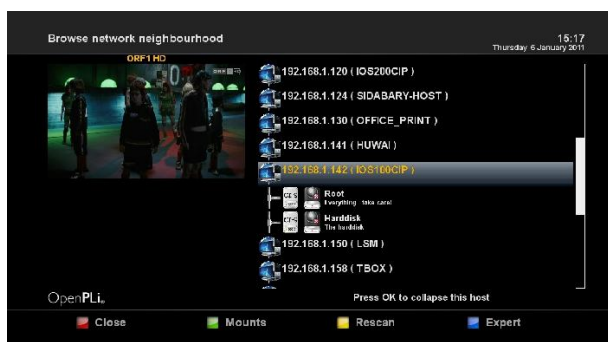 Browse network neighbourhood
15:17
Thursday 6 January 2011
ORF1 HD
192.168.1.120 ( IOS200CIP )
192.168.1.124 ( SIDABARY-HOST )
192.168.1.130 ( OFFICE_PRINT )
192.168.1.141 ( HUWAI )
192.168.1.142 ( IOS100CIP )
Root
Everything - take care!
Harddisk
The harddisk
192.168.1.150 ( LSM )
192.168.1.158 ( TBOX )
OpenPLi
Press OK to collapse this host
Close
Mounts
Rescan
Expert